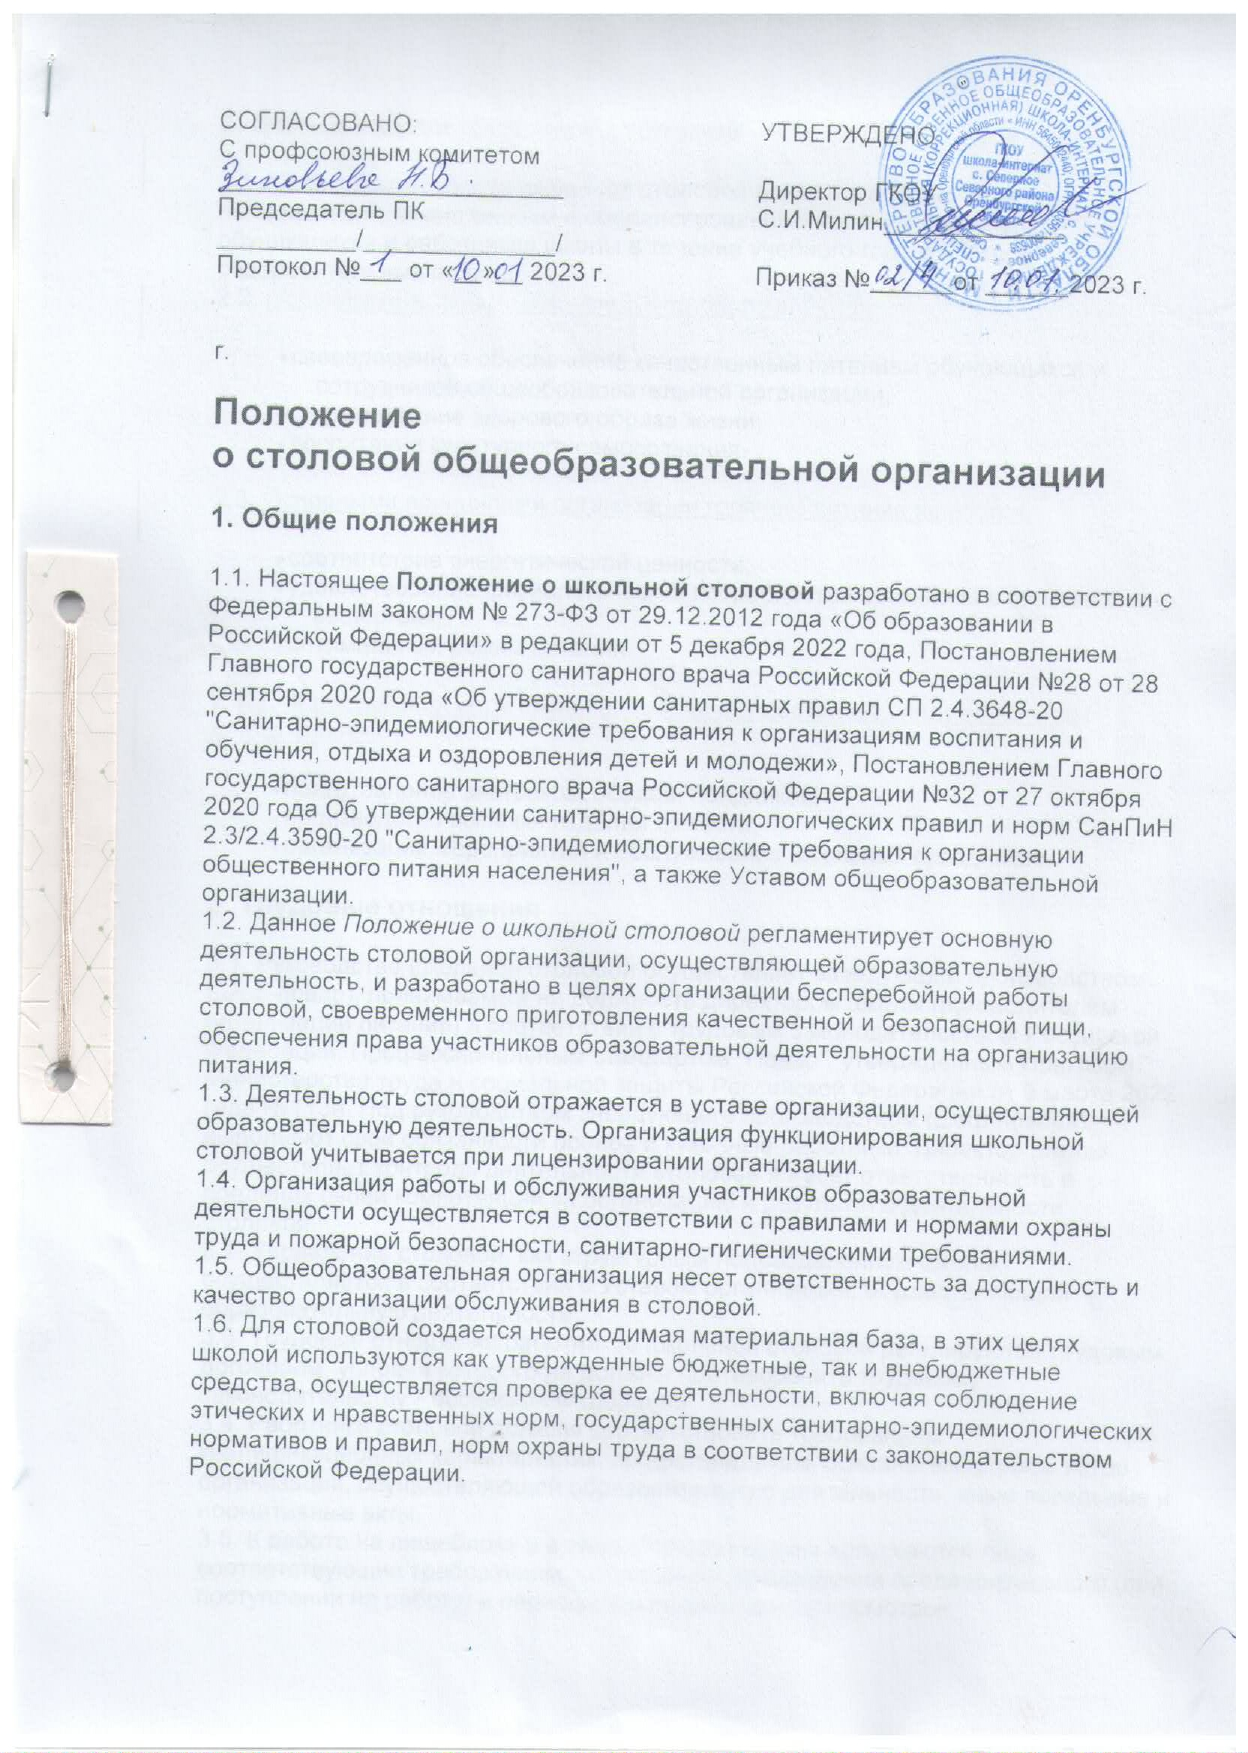 СОГЛАСОВАНО:
С профсоюзным комитетом
Зиновьева Н.В
Председатель ПК
__________/______________/
Протокол № 1 от «10»01 2023 г.
УТВЕРЖДЕНО
Директор ГКОУ
С.И.Милин
Приказ № 02/4 от 10.01. 2023 г.
ГКОУ
школа-интернат
с. Северное
Северного района
Оренбургской
г.
Положение
о столовой общеобразовательной организации
1. Общие положения
1.1. Настоящее Положение о школьной столовой разработано в соответствии с
Федеральным законом № 273-ФЗ от 29.12.2012 года «Об образовании в
Российской Федерации» в редакции от 5 декабря 2022 года, Постановлением
Главного государственного санитарного врача Российской Федерации №28 от 28
сентября 2020 года «Об утверждении санитарных правил СП 2.4.3648-20
"Санитарно-эпидемиологические требования к организациям воспитания и
обучения, отдыха и оздоровления детей и молодежи», Постановлением Главного
государственного санитарного врача Российской Федерации №32 от 27 октября
2020 года Об утверждении санитарно-эпидемиологических правил и норм СанПиН
2.3/2.4.3590-20 "Санитарно-эпидемиологические требования к организации
общественного питания населения", а также Уставом общеобразовательной
организации.
1.2. Данное Положение о школьной столовой регламентирует основную
деятельность столовой организации, осуществляющей образовательную
деятельность, и разработано в целях организации бесперебойной работы
столовой, своевременного приготовления качественной и безопасной пищи,
обеспечения права участников образовательной деятельности на организацию
питания.
1.3. Деятельность столовой отражается в уставе организации, осуществляющей
образовательную деятельность. Организация функционирования школьной
столовой учитывается при лицензировании организации.
1.4. Организация работы и обслуживания участников образовательной
деятельности осуществляется в соответствии с правилами и нормами охраны
труда и пожарной безопасности, санитарно-гигиеническими требованиями.
1.5. Общеобразовательная организация несет ответственность за доступность и
качество организации обслуживания в столовой.
1.6. Для столовой создается необходимая материальная база, в этих целях
школой используются как утвержденные бюджетные, так и внебюджетные
средства, осуществляется проверка ее деятельности, включая соблюдение
этических и нравственных норм, государственных санитарно-эпидемиологических
нормативов и правил, норм охраны труда в соответствии с законодательством
Российской Федерации.